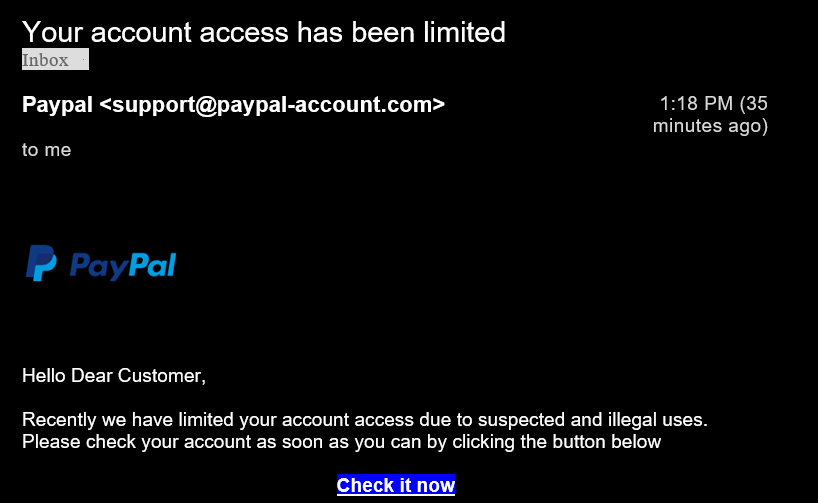 Your account access has been limited
Inbox
Paypal <support@paypal-account.com>
1:18 PM (35
minutes ago)
to me
PayPal
Hello Dear Customer,
Recently we have limited your account access due to suspected and illegal uses.
Please check your account as soon as you can by clicking the button below
Check it now